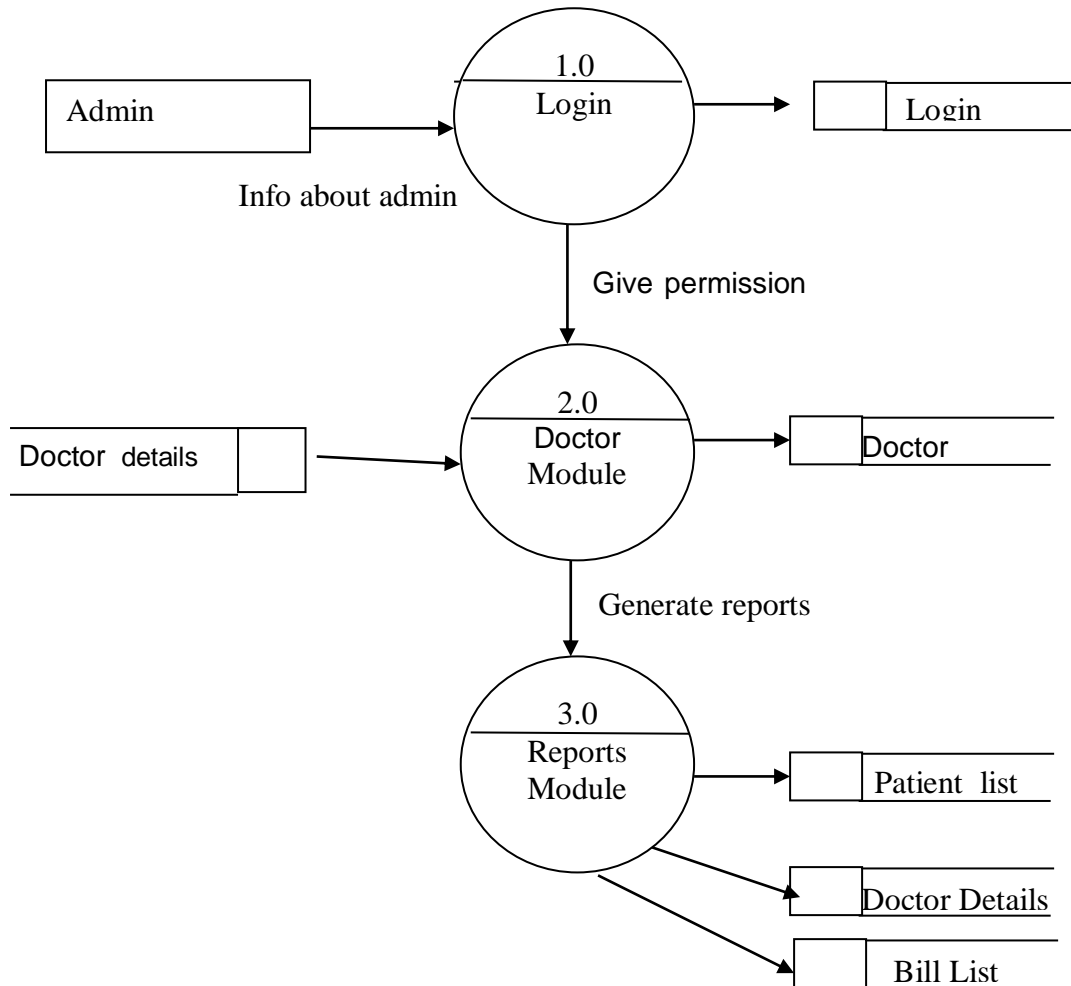 1.0
Login
Admin
Login
Info about admin
Give permission
2.0
Doctor
Module
Doctor details
Doctor
Generate reports
3.0
Reports
Module
Patient list
Doctor Details
Bill List